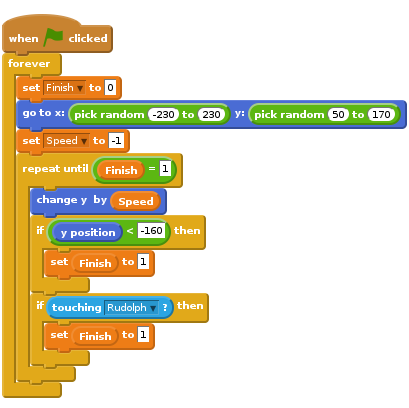 when clicked
forever
set Finish to 0
go to x: pick random -230 to 230 y: pick random 50 to 170
set Speed to -1
repeat until Finish = 1
change y by Speed
if y position < -160 then
set Finish to 1
if touching Rudolph ? then
set Finish to 1